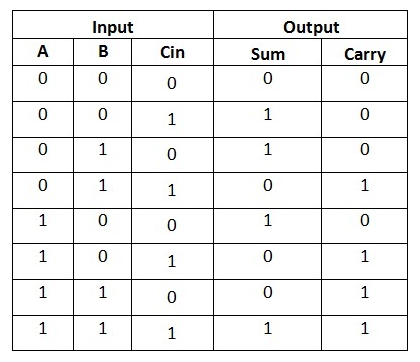 Input Output
A B Cin Sum Carry
0 0 0 0 0
0 0 1 1 0
0 1 0 1 0
0 1 1 0 1
1 0 0 1 0
1 0 1 0 1
1 1 0 0 1
1 1 1 1 1